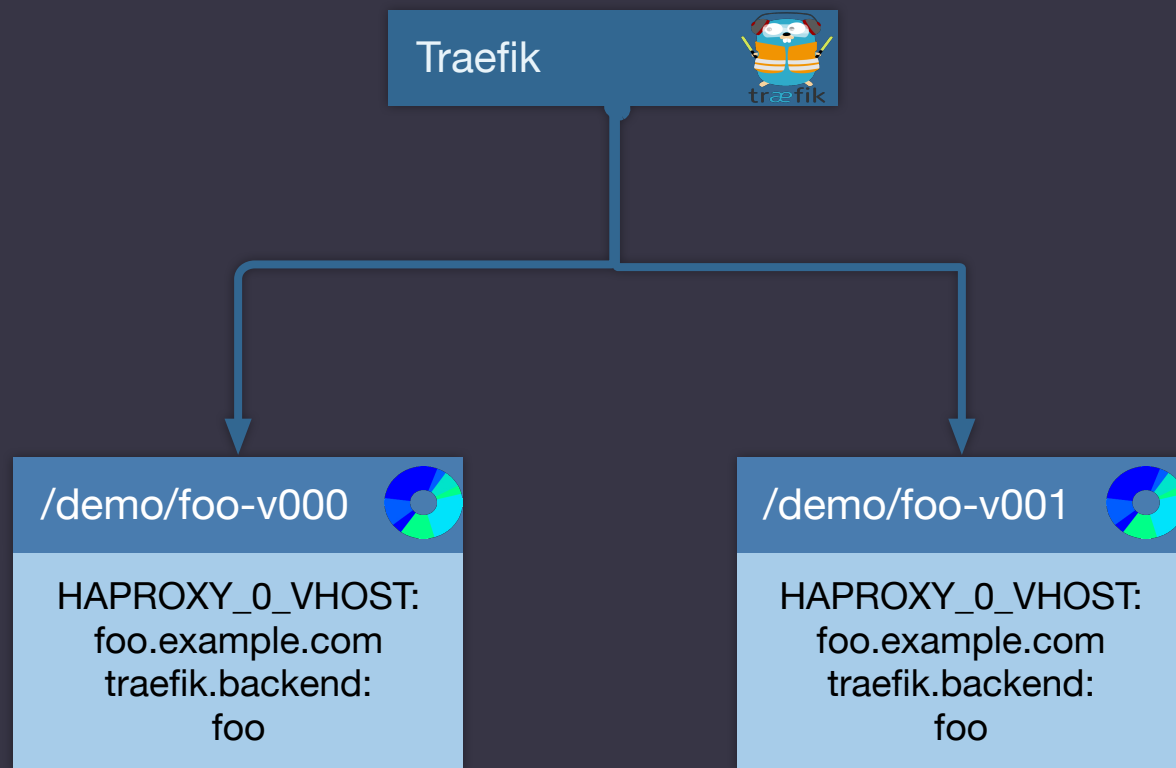 Traefik
træfik
/demo/foo-v000
HAPROXY_0_VHOST:
foo.example.com
traefik.backend:
foo
/demo/foo-v001
HAPROXY_0_VHOST:
foo.example.com
traefik.backend:
foo